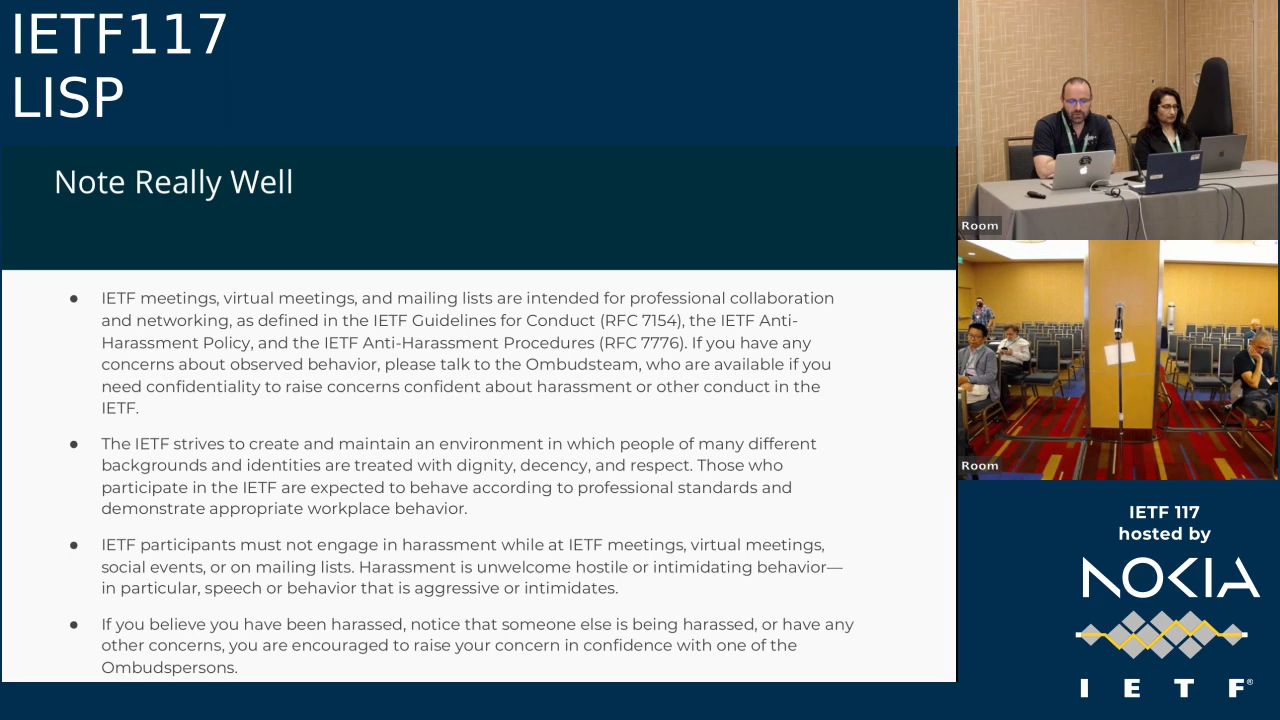 IETF117
LISP
Note Really Well
● IETF meetings, virtual meetings, and mailing lists are intended for professional collaboration
and networking, as defined in the IETF Guidelines for Conduct (RFC 7154), the IETF Anti-
Harassment Policy, and the IETF Anti-Harassment Procedures (RFC 7776). If you have any
concerns about observed behavior, please talk to the Ombudsteam, who are available if you
need confidentiality to raise concerns confident about harassment or other conduct in the
IETF.
● The IETF strives to create and maintain an environment in which people of many different
backgrounds and identities are treated with dignity, decency, and respect. Those who
participate in the IETF are expected to behave according to professional standards and
demonstrate appropriate workplace behavior.
● IETF participants must not engage in harassment while at IETF meetings, virtual meetings,
social events, or on mailing lists. Harassment is unwelcome hostile or intimidating behavior—
in particular, speech or behavior that is aggressive or intimidates.
● If you believe you have been harassed, notice that someone else is being harassed, or have any
other concerns, you are encouraged to raise your concern in confidence with one of the
Ombudspersons.
Room
Room
IETF 117
hosted by
NOKIA
I E T F®